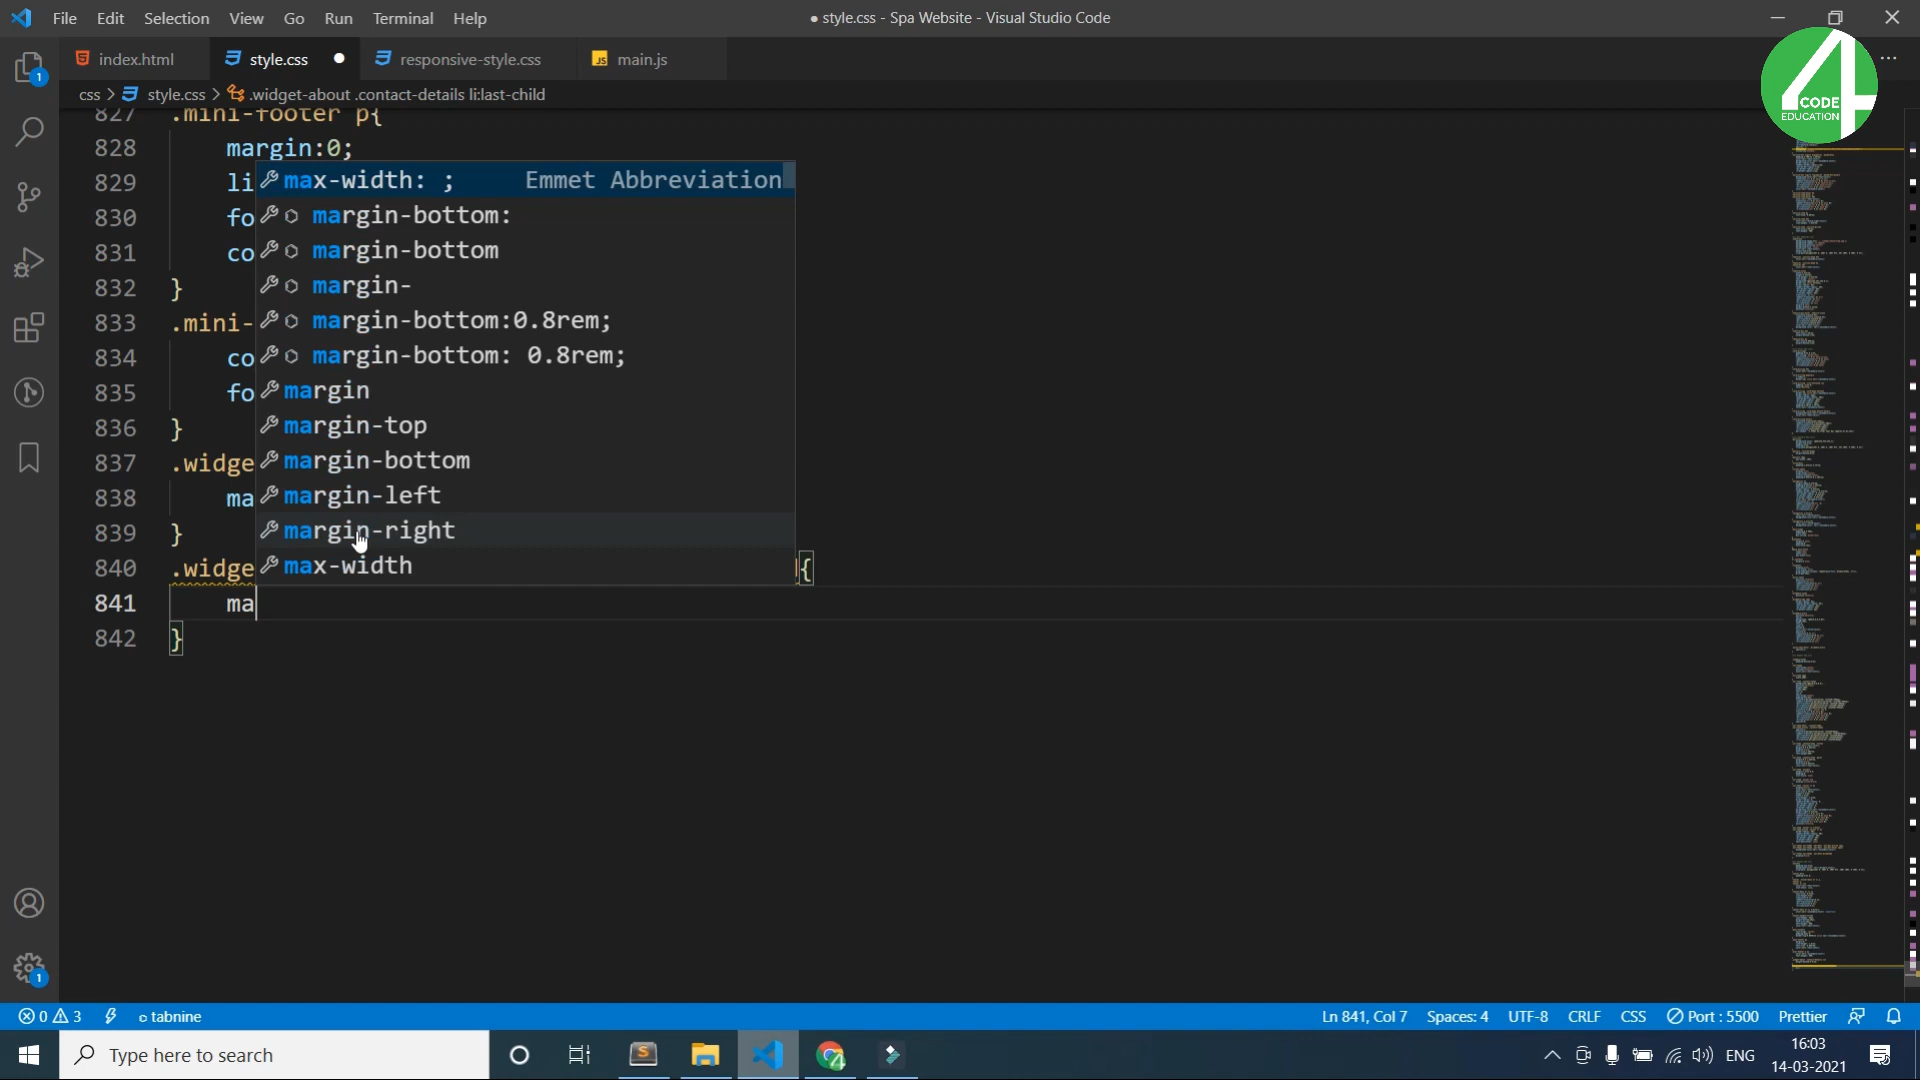 File Edit Selection View Go Run Terminal Help
● style.css - Spa Website - Visual Studio Code
index.html
style.css ●
responsive-style.css
JS main.js
css > style.css > .widget-about .contact-details li:last-child
CODE
4
EDUCATION
827 .mini-footer p{
828 margin:0;
829 li
830 fo
831 co
832 }
833 .mini-
834 co
835 fo
836 }
837 .widge
838 ma
839 }
840 .widge {
841 ma
842 }
max-width: ; Emmet Abbreviation
margin-bottom:
margin-bottom
margin-
margin-bottom:0.8rem;
margin-bottom: 0.8rem;
margin
margin-top
margin-bottom
margin-left
margin-right
max-width
1
1
0 3 tabnine
Ln 841, Col 7 Spaces: 4 UTF-8 CRLF CSS Port : 5500 Prettier
Type here to search
ENG
16:03
14-03-2021